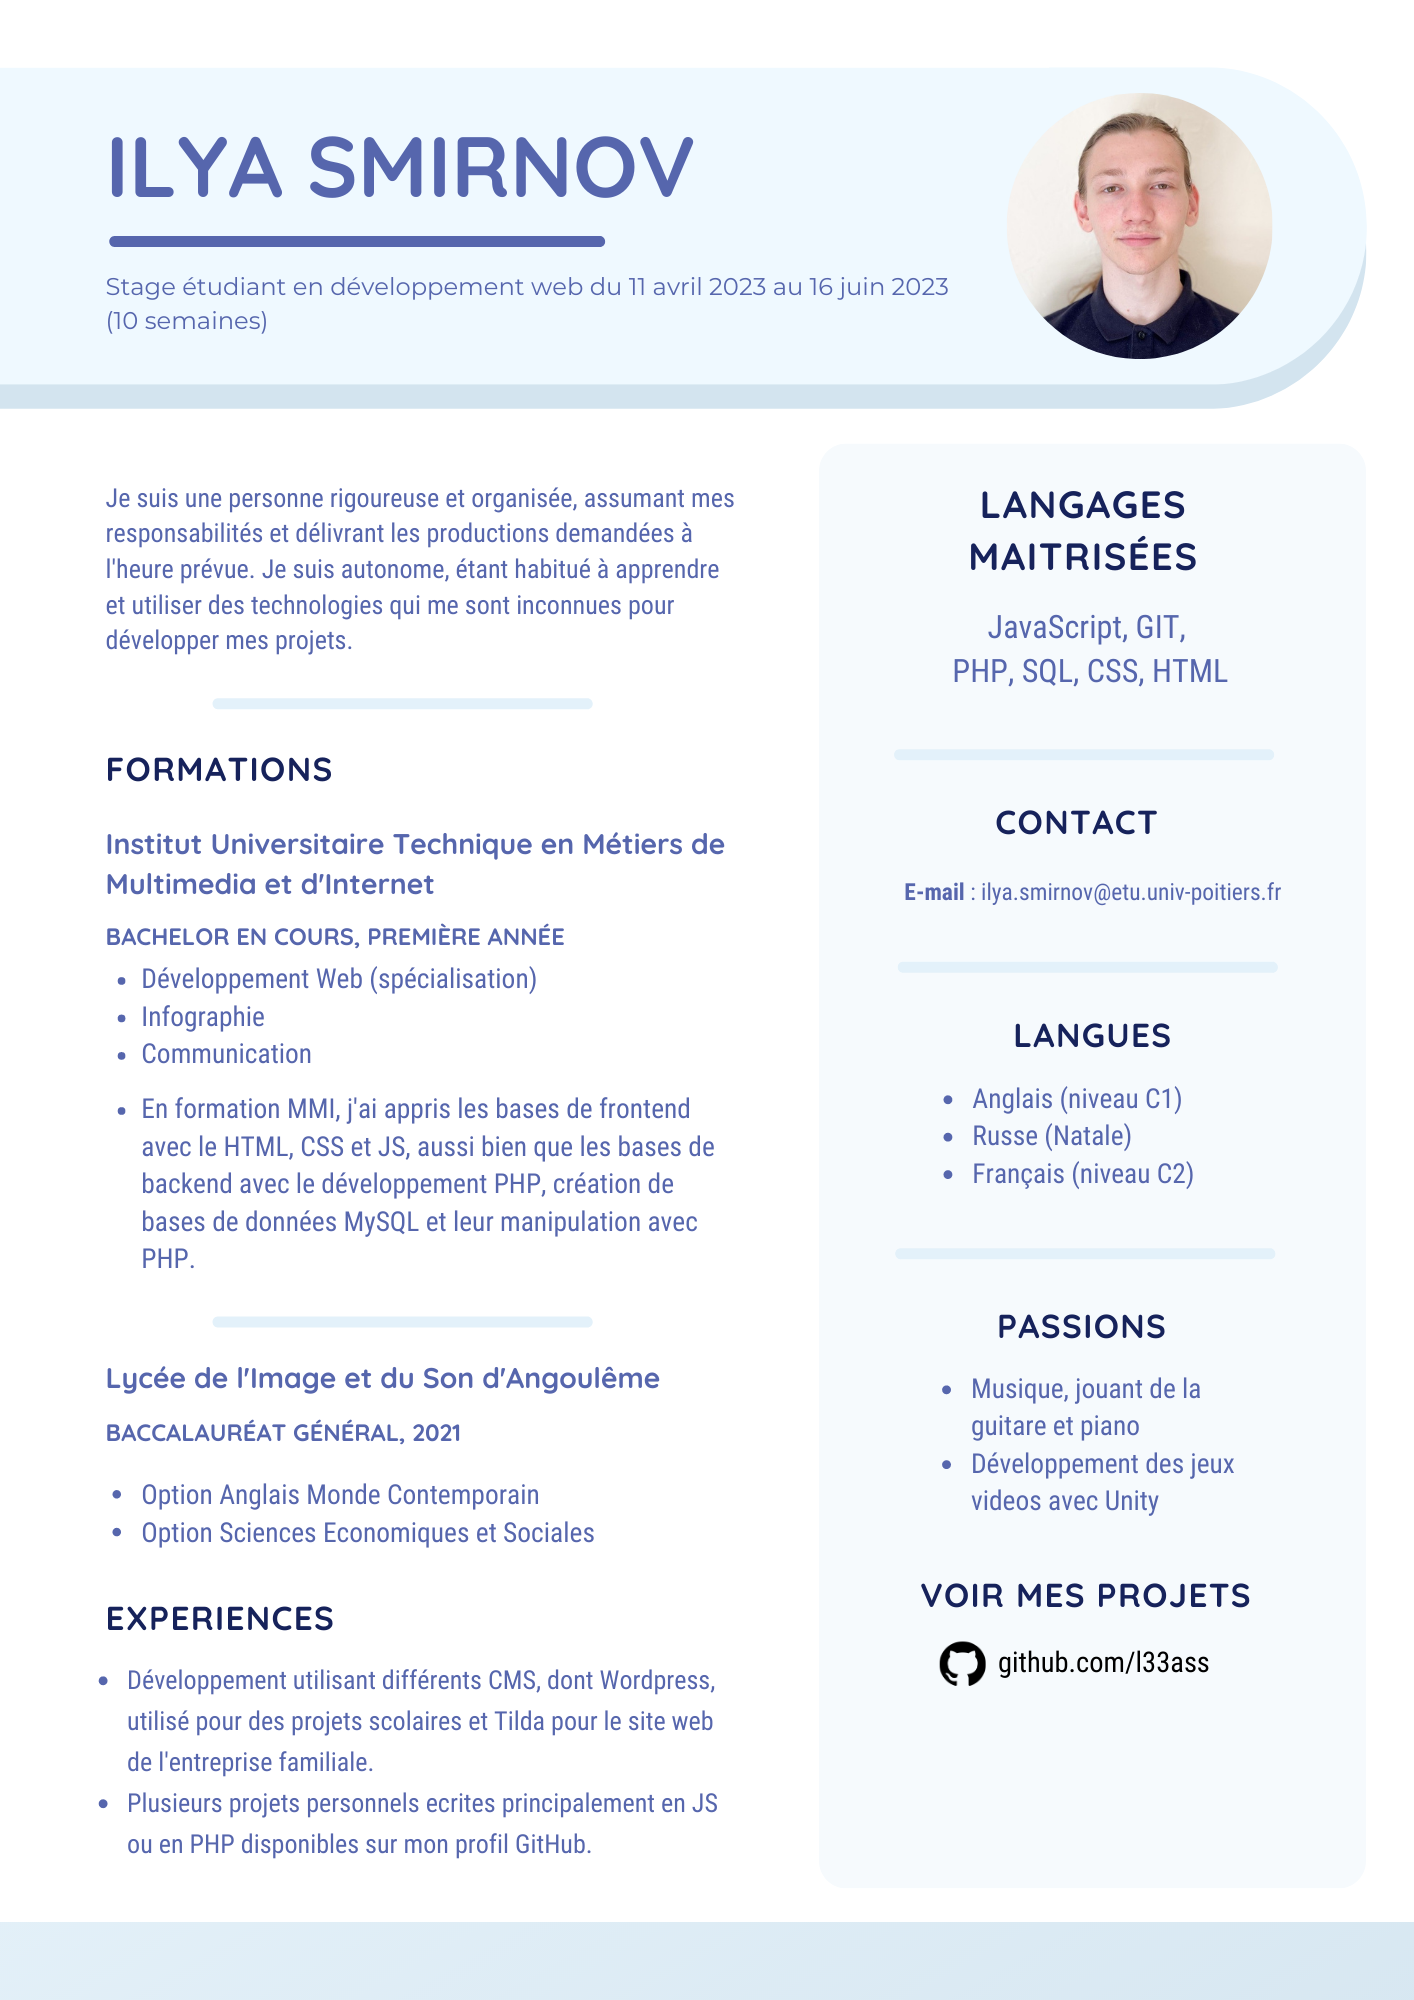 ILYA SMIRNOV
Stage étudiant en développement web du 11 avril 2023 au 16 juin 2023
(10 semaines)
Je suis une personne rigoureuse et organisée, assumant mes
responsabilités et délivrant les productions demandées à
l'heure prévue. Je suis autonome, étant habitué à apprendre
et utiliser des technologies qui me sont inconnues pour
développer mes projets.
FORMATIONS
Institut Universitaire Technique en Métiers de
Multimedia et d'Internet
BACHELOR EN COURS, PREMIÈRE ANNÉE
• Développement Web (spécialisation)
• Infographie
• Communication
• En formation MMI, j'ai appris les bases de frontend
avec le HTML, CSS et JS, aussi bien que les bases de
backend avec le développement PHP, création de
bases de données MySQL et leur manipulation avec
PHP.
Lycée de l'Image et du Son d'Angoulême
BACCALAURÉAT GÉNÉRAL, 2021
• Option Anglais Monde Contemporain
• Option Sciences Economiques et Sociales
EXPERIENCES
• Développement utilisant différents CMS, dont Wordpress,
utilisé pour des projets scolaires et Tilda pour le site web
de l'entreprise familiale.
• Plusieurs projets personnels ecrites principalement en JS
ou en PHP disponibles sur mon profil GitHub.
LANGAGES
MAITRISÉES
JavaScript, GIT,
PHP, SQL, CSS, HTML
CONTACT
E-mail : ilya.smirnov@etu.univ-poitiers.fr
LANGUES
• Anglais (niveau C1)
• Russe (Natale)
• Français (niveau C2)
PASSIONS
• Musique, jouant de la
guitare et piano
• Développement des jeux
videos avec Unity
VOIR MES PROJETS
github.com/l33ass